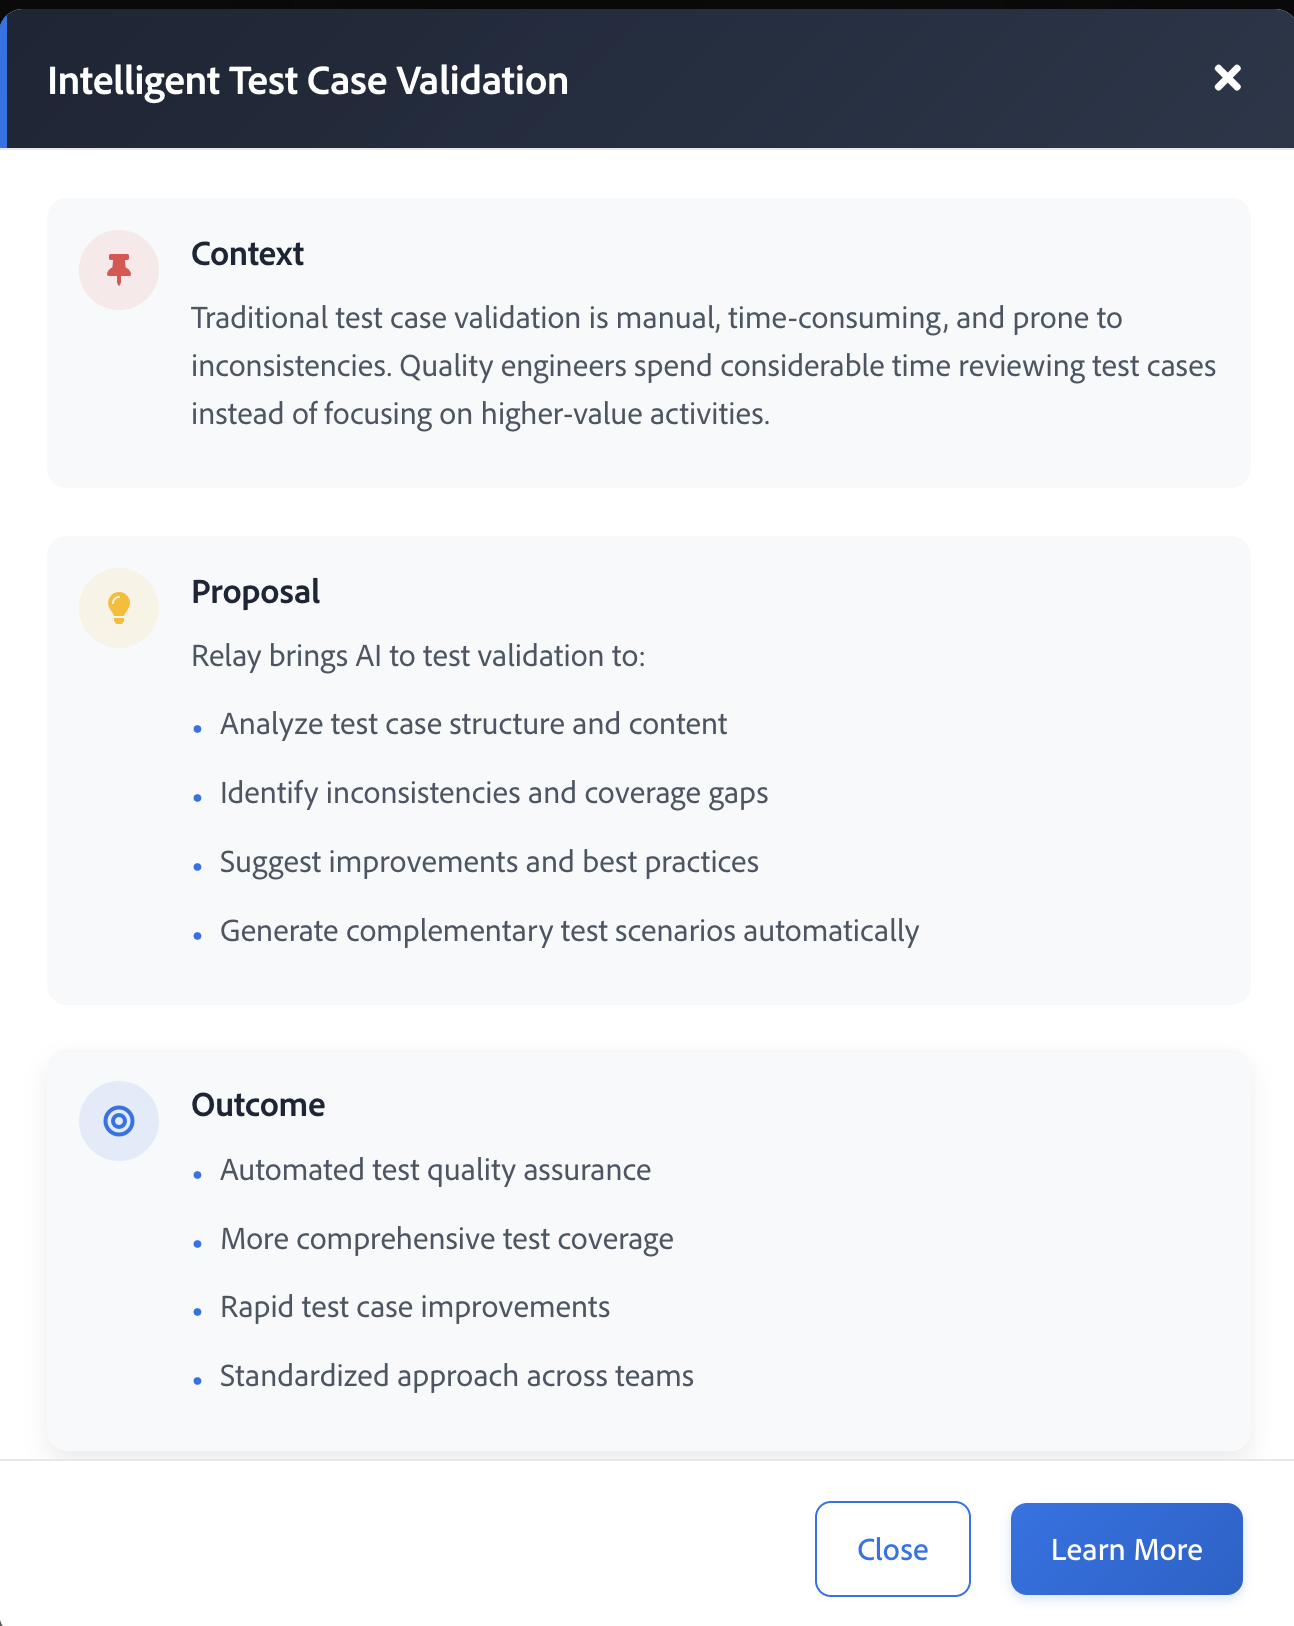 Intelligent Test Case Validation
Context
Traditional test case validation is manual, time-consuming, and prone to
inconsistencies. Quality engineers spend considerable time reviewing test cases
instead of focusing on higher-value activities.
Proposal
Relay brings AI to test validation to:
• Analyze test case structure and content
• Identify inconsistencies and coverage gaps
• Suggest improvements and best practices
• Generate complementary test scenarios automatically
Outcome
• Automated test quality assurance
• More comprehensive test coverage
• Rapid test case improvements
• Standardized approach across teams
Close
Learn More